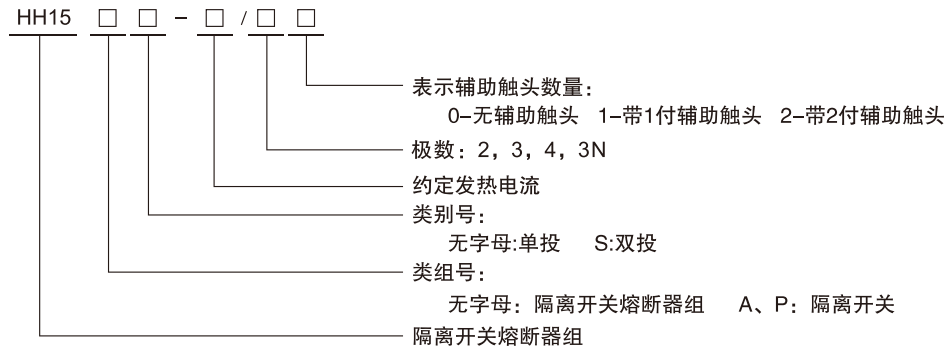 HH15 □ □ - □ / □ □
表示辅助触头数量：
0-无辅助触头 1-带1付辅助触头 2-带2付辅助触头
极数：2，3，4，3N
约定发热电流
类别号：
无字母:单投 S:双投
类组号：
无字母：隔离开关熔断器组 A、P：隔离开关
隔离开关熔断器组